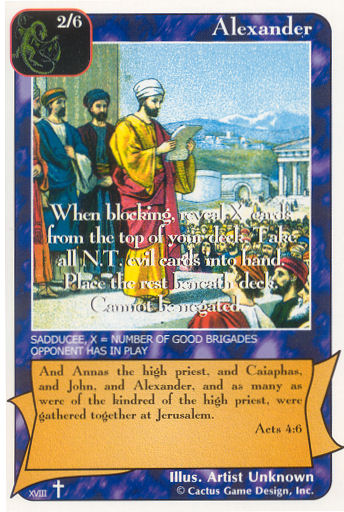 2/6
Alexander
When blocking, reveal X cards
from the top of your deck. Take
all N.T. evil cards into hand.
Place the rest beneath deck.
Cannot be negated.
SADDUCEE, X = NUMBER OF GOOD BRIGADES
OPPONENT HAS IN PLAY
And Annas the high priest, and Caiaphas,
and John, and Alexander, and as many as
were of the kindred of the high priest, were
gathered together at Jerusalem.
Acts 4:6
Illus. Artist Unknown
XVIII © Cactus Game Design, Inc.